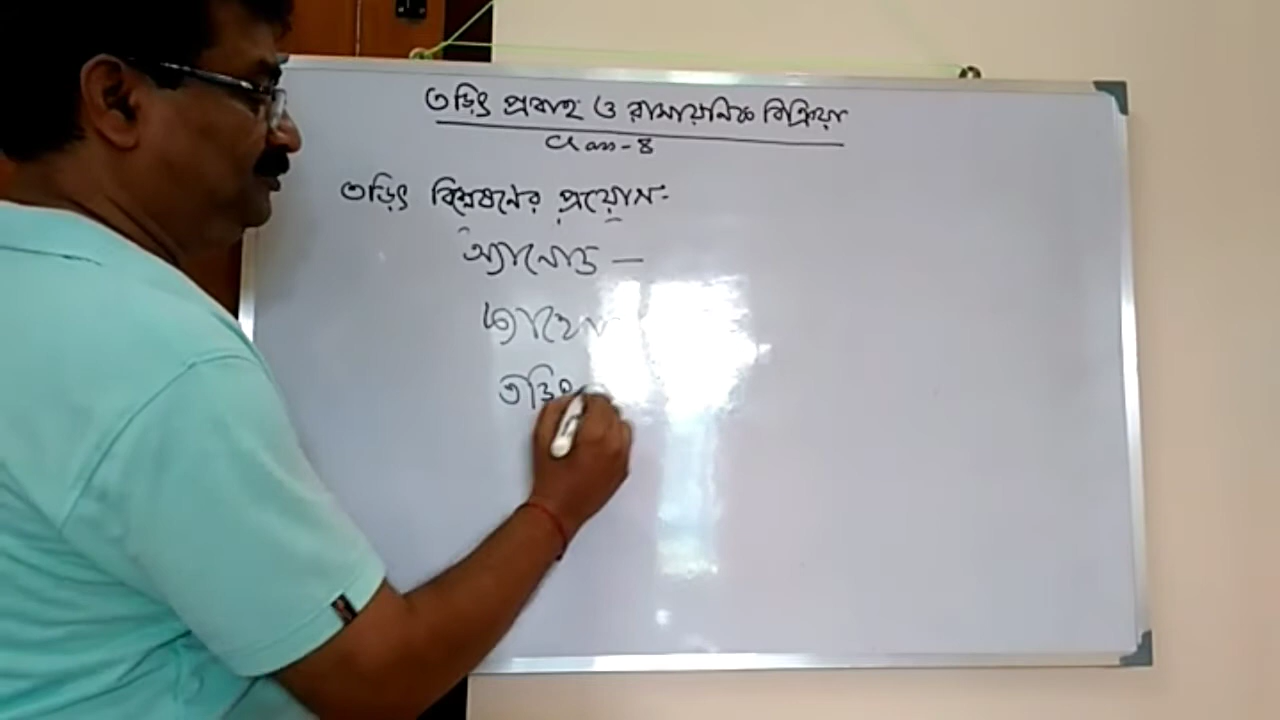 তড়িৎ প্রবাহ ও রাসায়নিক বিক্রিয়া
Class - 8
তড়িৎ বিশ্লেষণের প্রয়োগ:-
অ্যানোড —
তড়িৎ